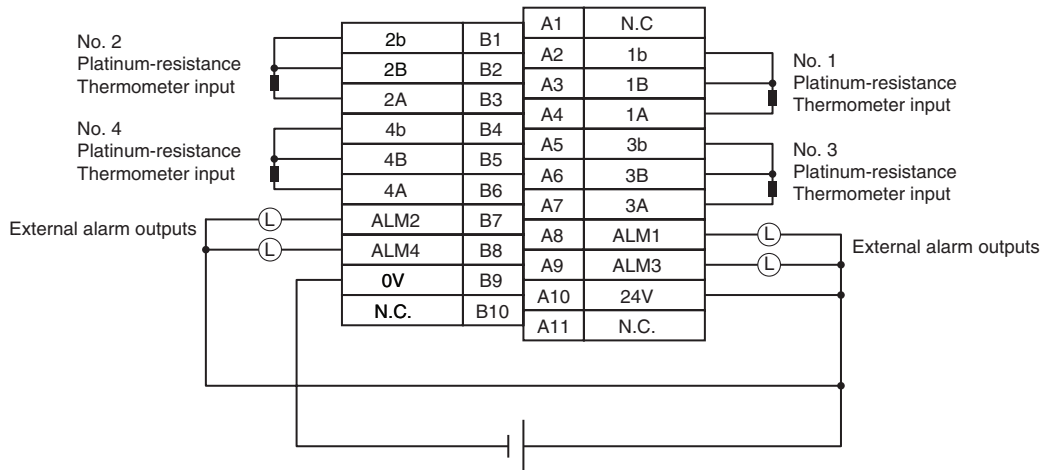 A1 N.C
2b B1
A2 1b
2B B2
A3 1B
2A B3
A4 1A
4b B4
A5 3b
4B B5
A6 3B
4A B6
A7 3A
ALM2 B7
A8 ALM1
ALM4 B8
A9 ALM3
0V B9
A10 24V
N.C. B10
A11 N.C.
No. 2
Platinum-resistance
Thermometer input
No. 4
Platinum-resistance
Thermometer input
External alarm outputs
L
L
No. 1
Platinum-resistance
Thermometer input
No. 3
Platinum-resistance
Thermometer input
L
L
External alarm outputs